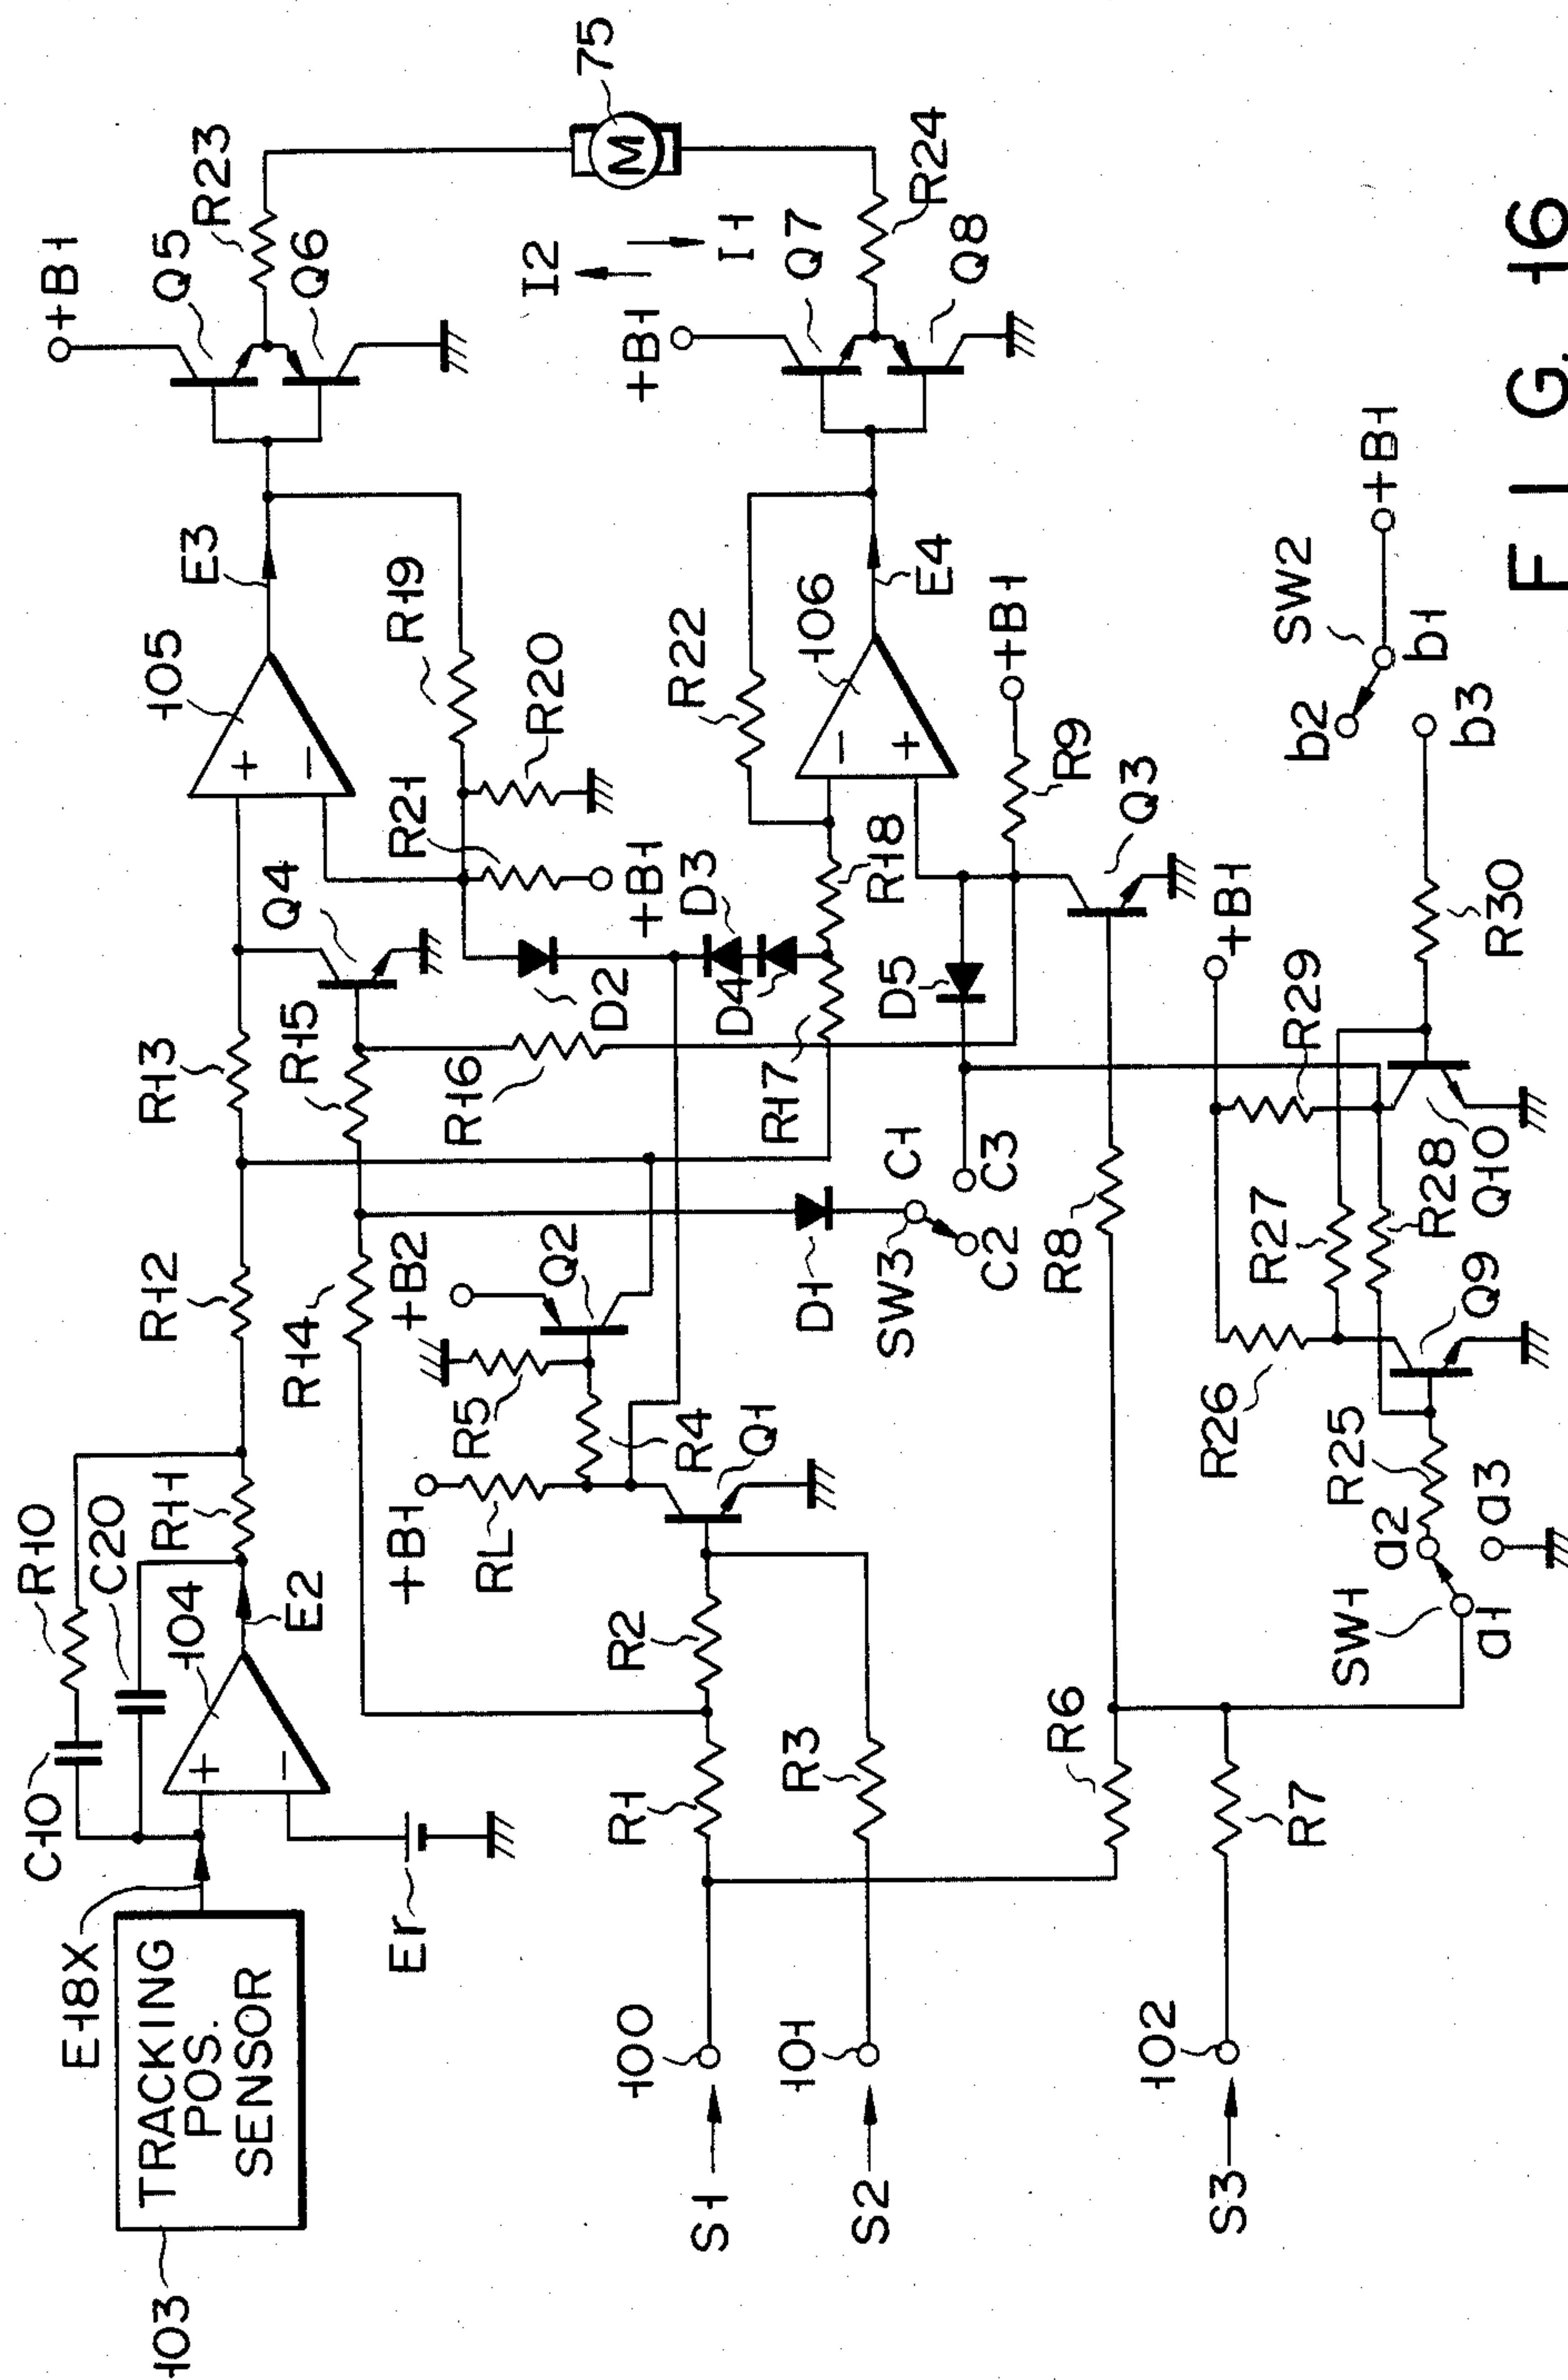 103
TRACKING
POS.
SENSOR
E18X
C10
R10
C20
104
E2
Er
R11
R12
R13
R14
R15
R16
Q4
105
E3
R19
R20
R21
+B1
+B1
Q5
Q6
R23
75
M
I2
I1
+B1
Q7
Q8
R24
R22
106
E4
R18
R17
D2
D3
D4
D5
+B1
R9
Q3
+B2
Q2
R5
R4
+B1
RL
Q1
D1
SW3
C1
C2
C3
S1
100
R1
R2
S2
101
R3
S3
102
R7
R6
R8
SW1
a1
a2
a3
R25
R26
R27
R28
R29
+B1
Q9
Q10
R30
b3
b2
b1
SW2
+B1
FIG. 16